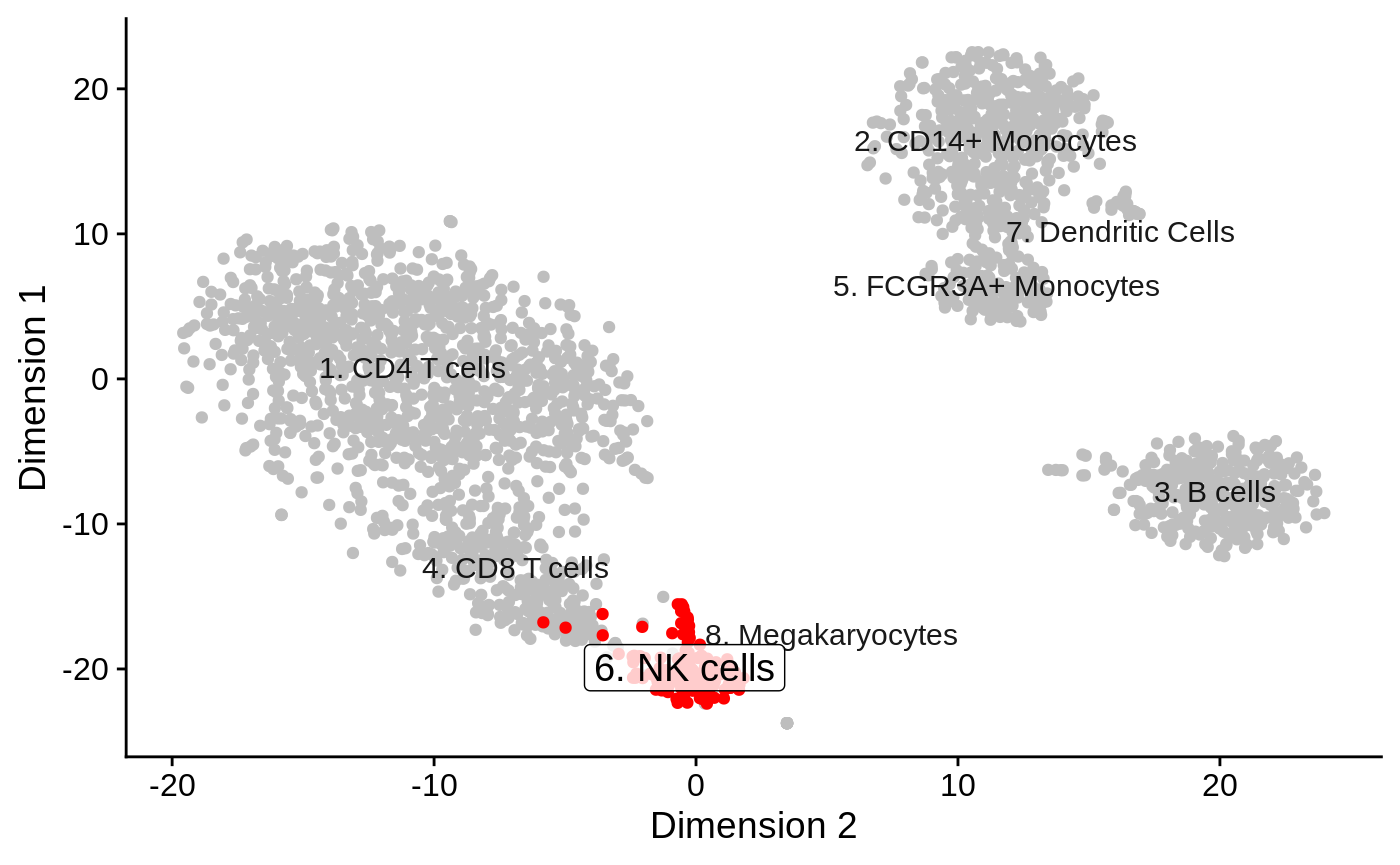 20
2. CD14+ Monocytes
10
7. Dendritic Cells
5. FCGR3A+ Monocytes
1. CD4 T cells
0
Dimension 1
3. B cells
-10
4. CD8 T cells
8. Megakaryocytes
6. NK cells
-20
-20 -10 0 10 20
Dimension 2